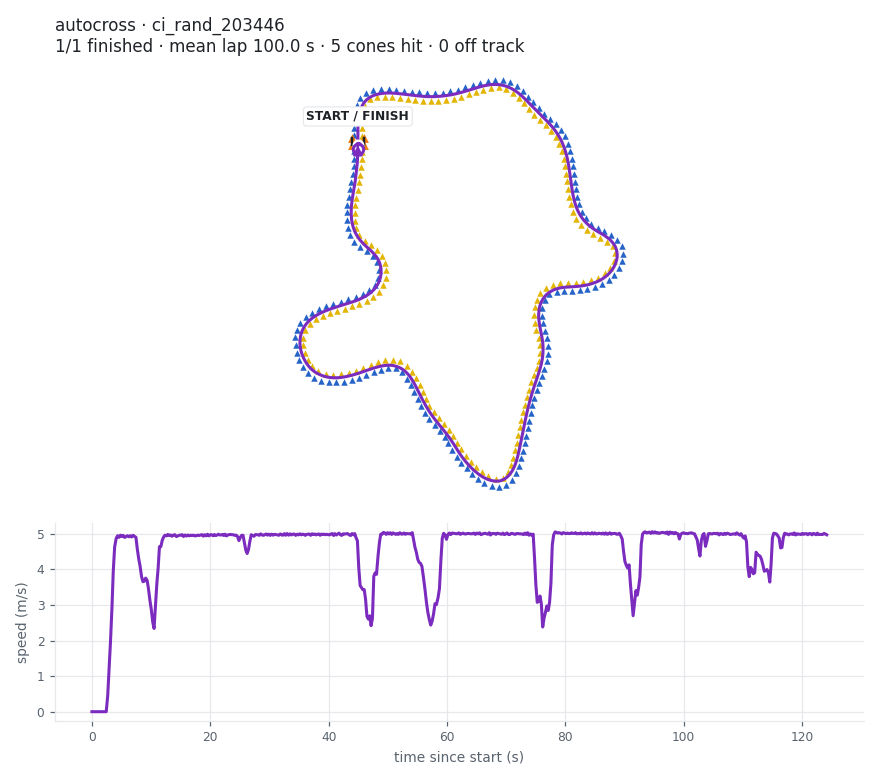 autocross · ci_rand_203446
1/1 finished · mean lap 100.0 s · 5 cones hit · 0 off track
START / FINISH
5
4
3
2
1
0
speed (m/s)
0 20 40 60 80 100 120
time since start (s)